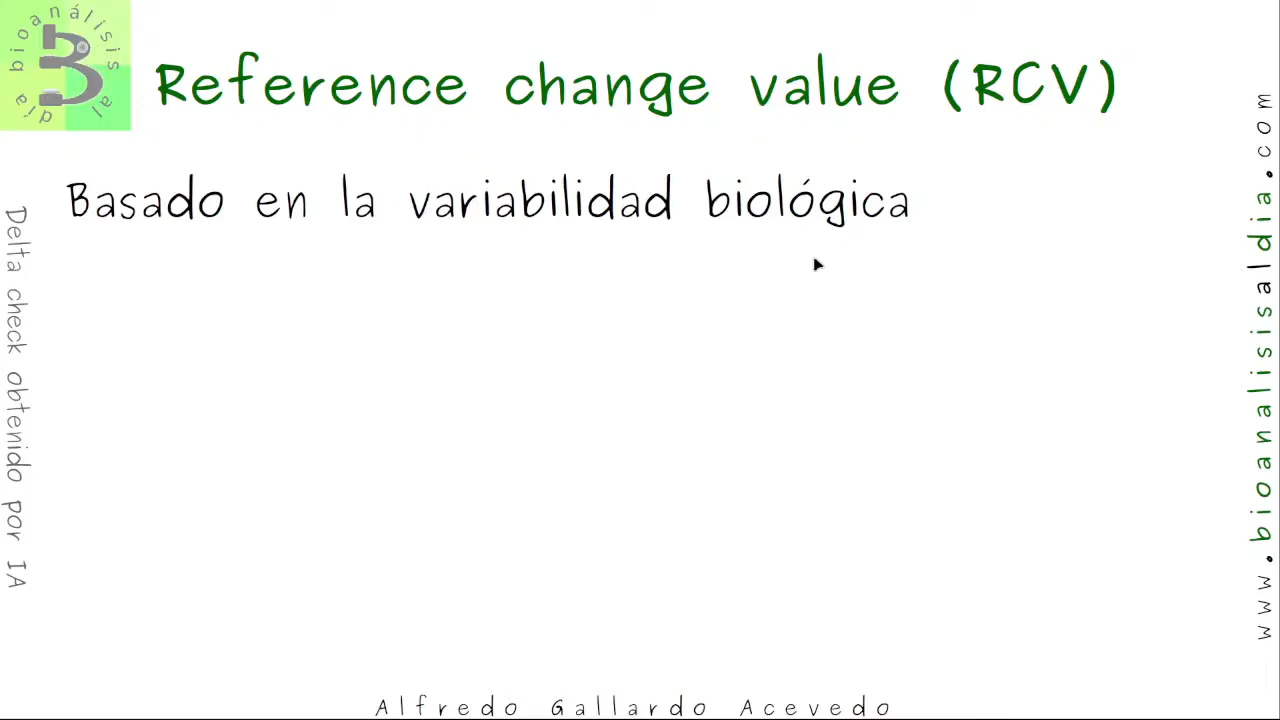 bioanálisis al día
Reference change value (RCV)
Basado en la variabilidad biológica
Delta check obtenido por IA
www.bioanalisisaldia.com
Alfredo Gallardo Acevedo